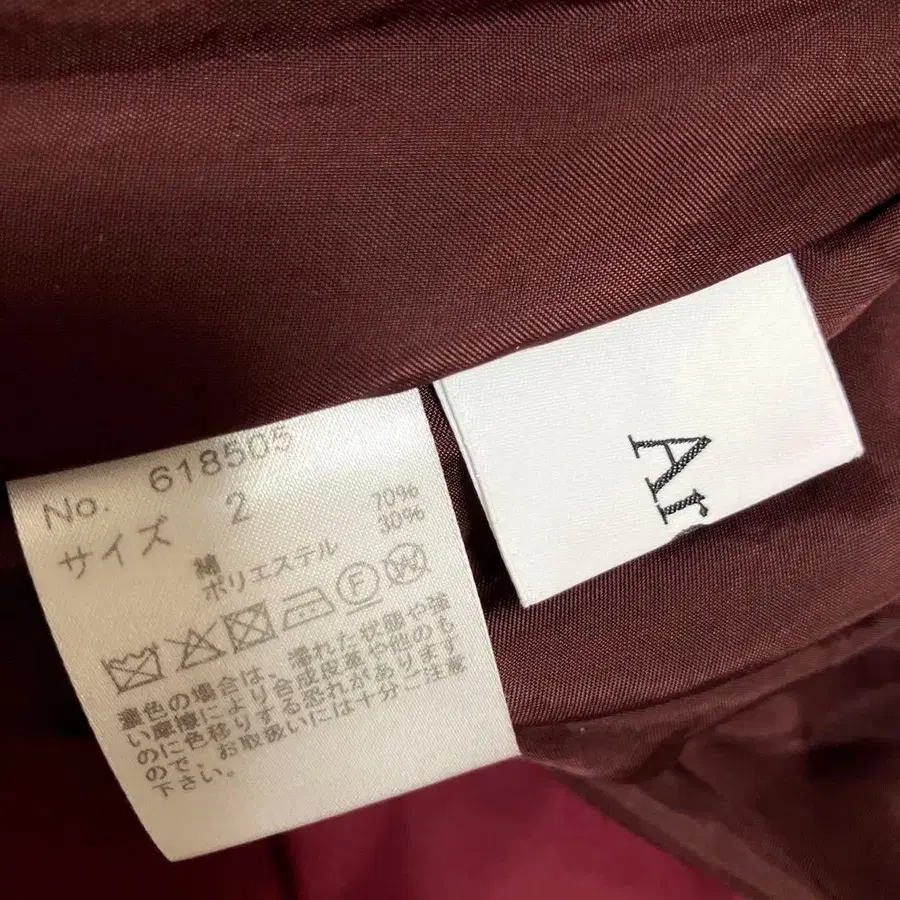 No. 618505
サイズ 2
綿 70%
ポリエステル 30%
F W
濃色の場合は、濡れた状態や強
い摩擦により合成皮革や他のも
のに色移りする恐れがあります
ので、お取扱いには十分ご注意
下さい。
Ar